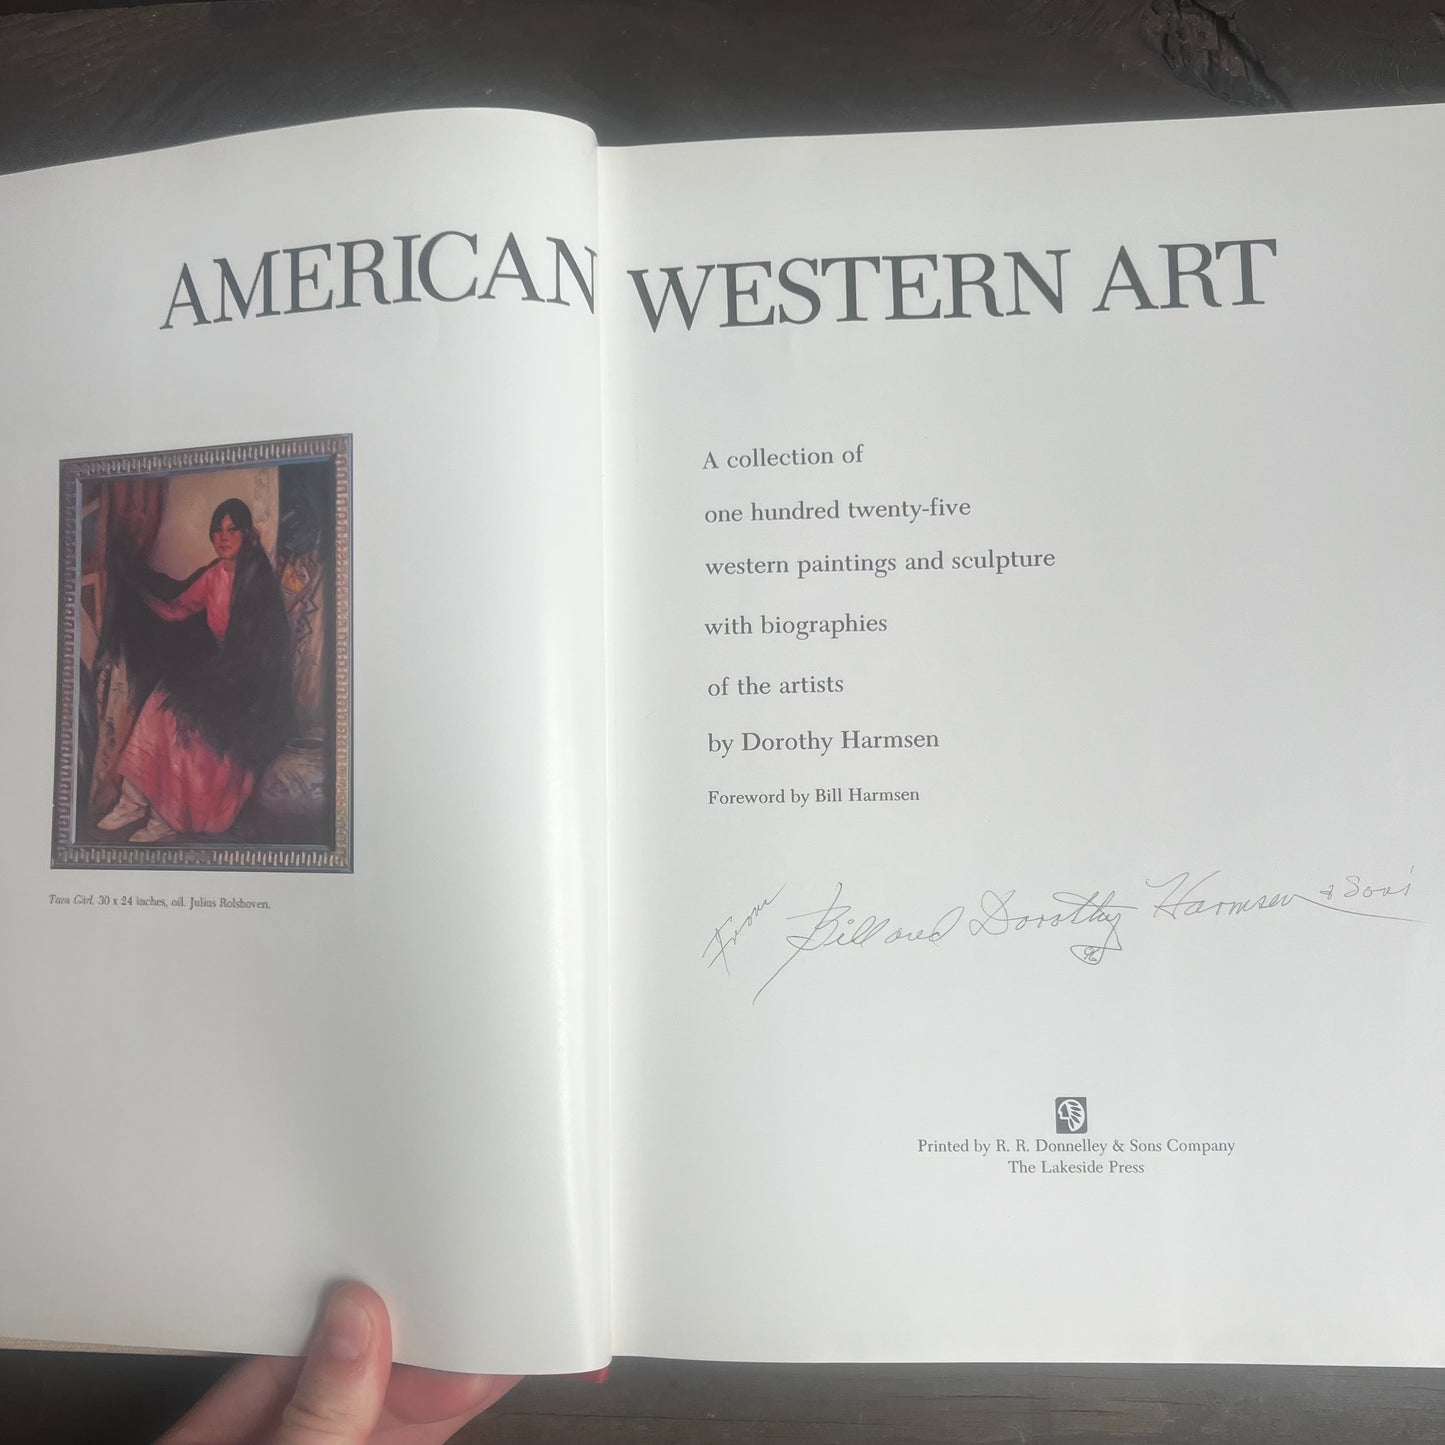 AMERICAN WESTERN ART
Taos Girl. 30 x 24 inches, oil. Julius Rolshoven.
A collection of
one hundred twenty-five
western paintings and sculpture
with biographies
of the artists
by Dorothy Harmsen
Foreword by Bill Harmsen
From Bill and Dorothy Harmsen & Sons
Printed by R. R. Donnelley & Sons Company
The Lakeside Press